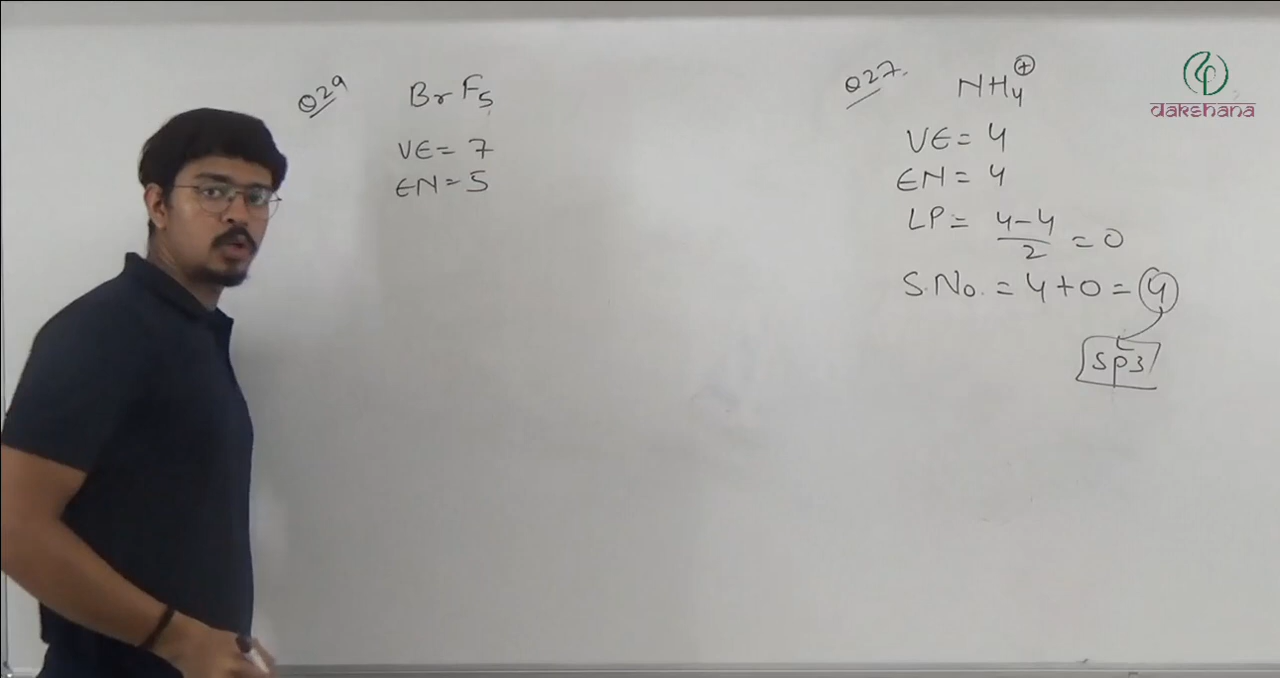 Q29 BrF5
VE = 7
EN = 5
Q27. NH4⊕
VE = 4
EN = 4
LP = 4-4/2 = 0
S.No. = 4+0 = 4
sp3
dakshana